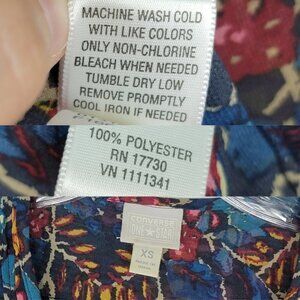 MACHINE WASH COLD
WITH LIKE COLORS
ONLY NON-CHLORINE
BLEACH WHEN NEEDED
TUMBLE DRY LOW
REMOVE PROMPTLY
COOL IRON IF NEEDED
100% POLYESTER
RN 17730
VN 1111341
CONVERSE
ONE★STAR
XS